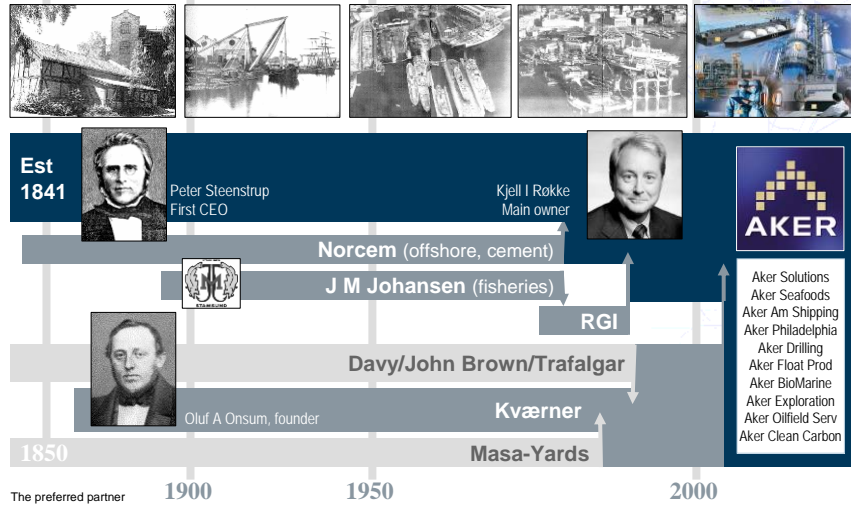 Est
1841
Peter Steenstrup
First CEO
Kjell I Røkke
Main owner
AKER
Norcem (offshore, cement)
J M Johansen (fisheries)
STAMSUND
RGI
Davy/John Brown/Trafalgar
Oluf A Onsum, founder
Kværner
1850
Masa-Yards
Aker Solutions
Aker Seafoods
Aker Am Shipping
Aker Philadelphia
Aker Drilling
Aker Float Prod
Aker BioMarine
Aker Exploration
Aker Oilfield Serv
Aker Clean Carbon
The preferred partner
1900
1950
2000